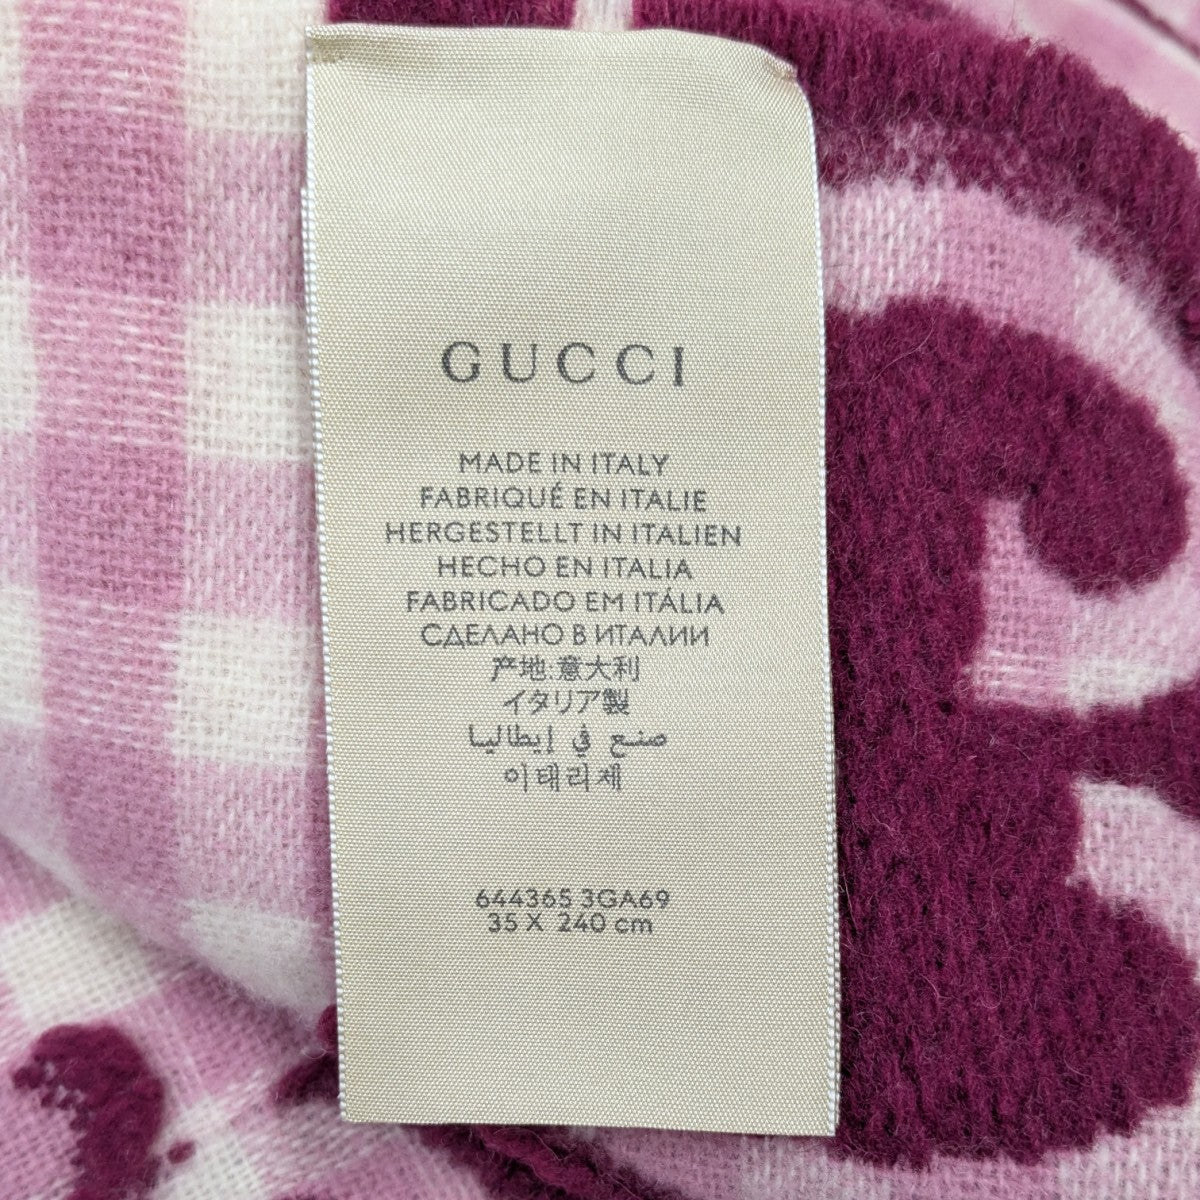 GUCCI
MADE IN ITALY
FABRIQUÉ EN ITALIE
HERGESTELLT IN ITALIEN
HECHO EN ITALIA
FABRICADO EM ITÁLIA
СДЕЛАНО В ИТАЛИИ
产地:意大利
イタリア製
صنع في إيطاليا
이태리제
644365 3GA69
35 X 240 cm